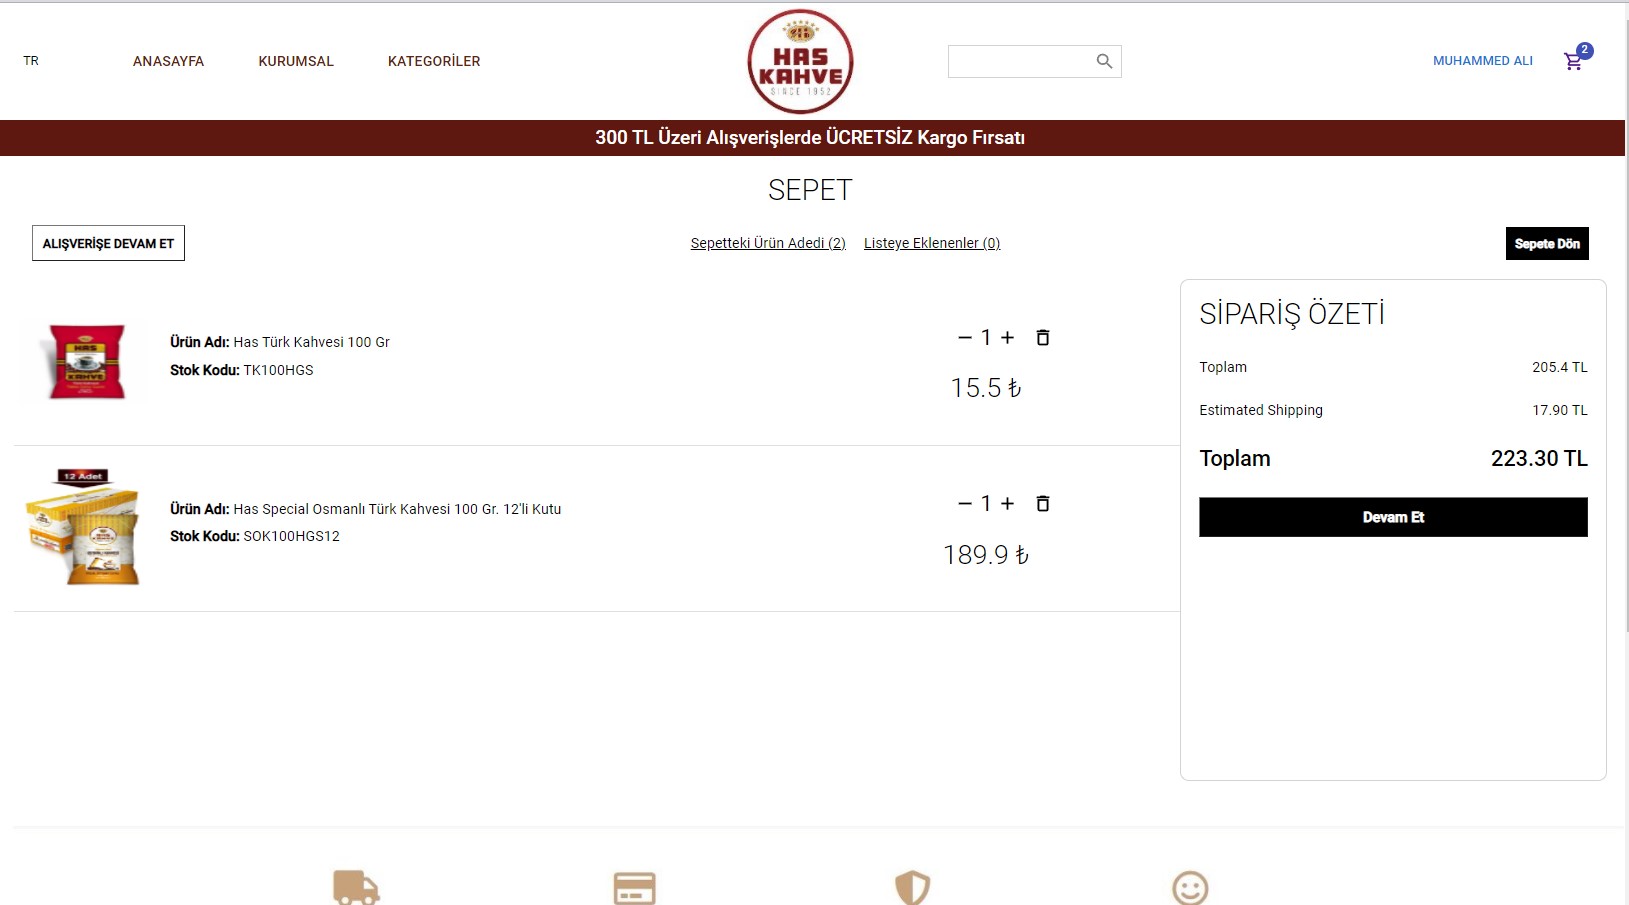 TR
ANASAYFA
KURUMSAL
KATEGORİLER
HAS
KAHVE
SINCE 1952
MUHAMMED ALI
2
300 TL Üzeri Alışverişlerde ÜCRETSİZ Kargo Fırsatı
SEPET
ALIŞVERİŞE DEVAM ET
Sepetteki Ürün Adedi (2)
Listeye Eklenenler (0)
Sepete Dön
HAS
KAHVE
Ürün Adı: Has Türk Kahvesi 100 Gr
Stok Kodu: TK100HGS
1
15.5 ₺
12 Adet
Ürün Adı: Has Special Osmanlı Türk Kahvesi 100 Gr. 12'li Kutu
Stok Kodu: SOK100HGS12
1
189.9 ₺
SİPARİŞ ÖZETİ
Toplam 205.4 TL
Estimated Shipping 17.90 TL
Toplam 223.30 TL
Devam Et